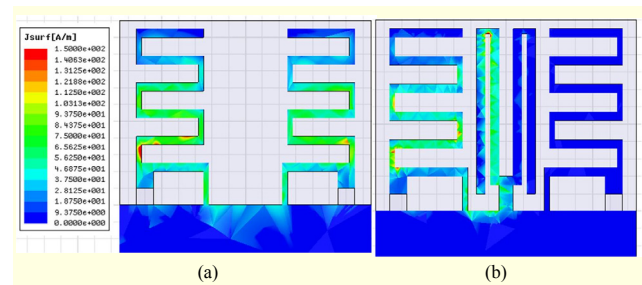 Jsurf[A/m]
1.5000e+002
1.4063e+002
1.3125e+002
1.2188e+002
1.1250e+002
1.0313e+002
9.3750e+001
8.4375e+001
7.5000e+001
6.5625e+001
5.6250e+001
4.6875e+001
3.7500e+001
2.8125e+001
1.8750e+001
9.3750e+000
0.0000e+000
(a)
(b)